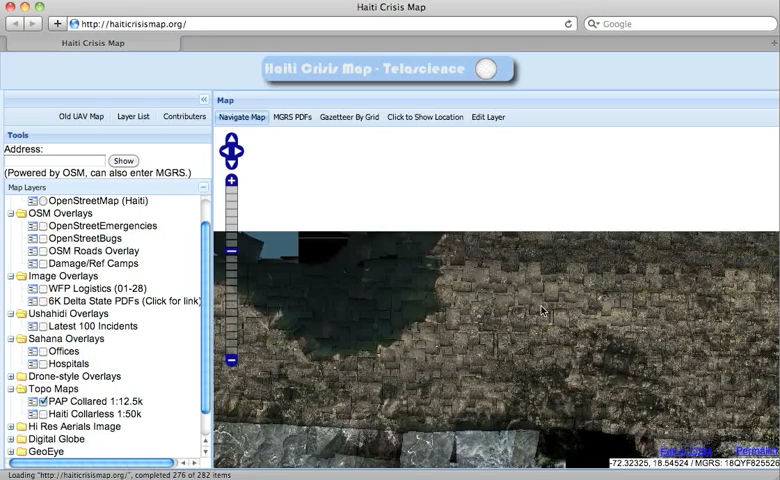 Haiti Crisis Map
http://haiticrisismap.org/
Google
Haiti Crisis Map
Haiti Crisis Map - Telascience
Old UAV Map
Layer List
Contributors
Map
Navigate Map
MGRS PDFs
Gazetteer By Grid
Click to Show Location
Edit Layer
Tools
Address:
Show
(Powered by OSM, can also enter MGRS.)
Map Layers
OpenStreetMap (Haiti)
OSM Overlays
OpenStreetEmergencies
OpenStreetBugs
OSM Roads Overlay
Damage/Ref Camps
Image Overlays
WFP Logistics (01-28)
6K Delta State PDFs (Click for link)
Ushahidi Overlays
Latest 100 Incidents
Sahana Overlays
Offices
Hospitals
Drone-style Overlays
Topo Maps
PAP Collared 1:12.5k
Haiti Collarless 1:50k
Hi Res Aerials Image
Digital Globe
GeoEye
Permalink
-72.32325, 18.54524 / MGRS: 18QYF825526
Loading "http://haiticrisismap.org/", completed 276 of 282 items